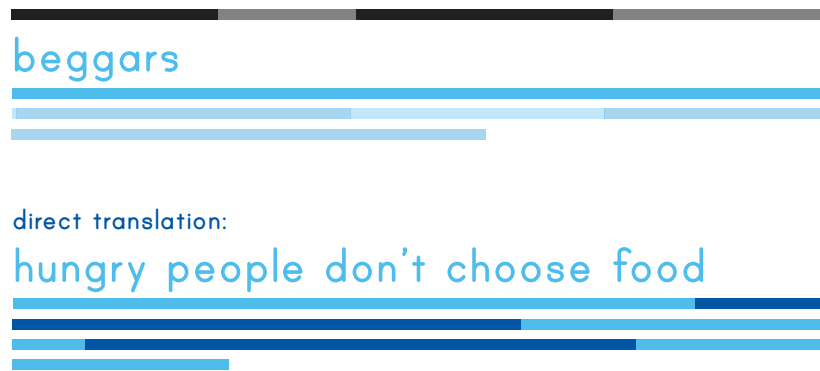 beggars
direct translation:
hungry people don't choose food